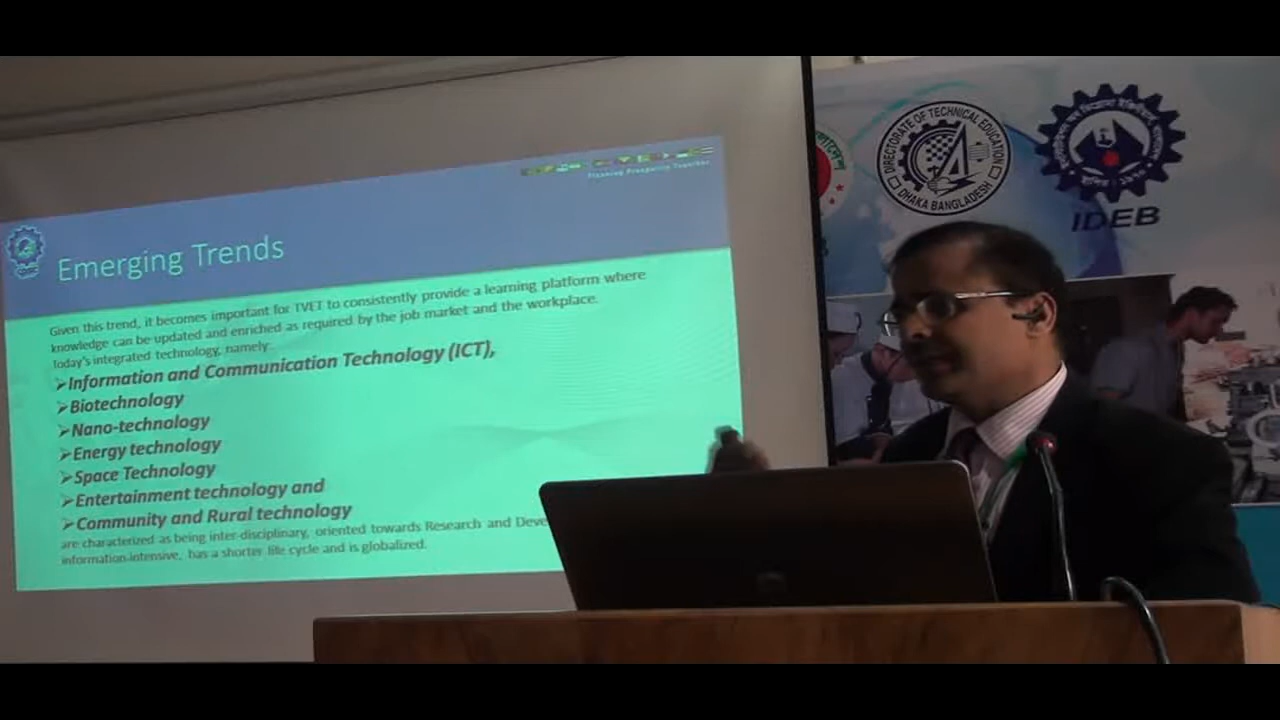 Planning Prosperity Together
Emerging Trends
Given this trend, it becomes important for TVET to consistently provide a learning platform where
knowledge can be updated and enriched as required by the job market and the workplace.
Today's integrated technology, namely:
➢Information and Communication Technology (ICT),
➢Biotechnology
➢Nano-technology
➢Energy technology
➢Space Technology
➢Entertainment technology and
➢Community and Rural technology
are characterized as being inter-disciplinary, oriented towards Research and Deve
information-intensive, has a shorter life cycle and is globalized.
DIRECTORATE OF TECHNICAL EDUCATION
DHAKA BANGLADESH
IDEB